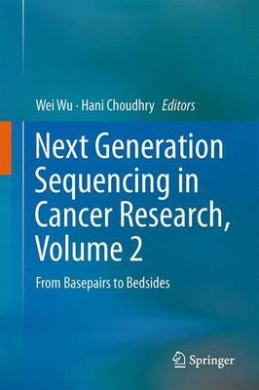 Wei Wu · Hani Choudhry Editors
Next Generation
Sequencing in
Cancer Research,
Volume 2
From Basepairs to Bedsides
Springer